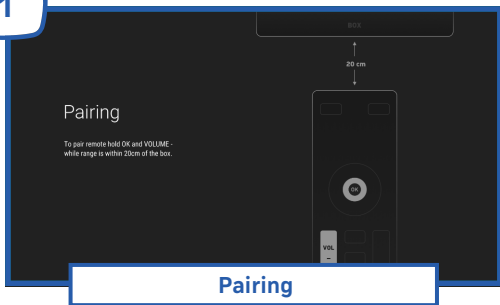 1
BOX
20 cm
Pairing
To pair remote hold OK and VOLUME -
while range is within 20cm of the box.
OK
VOL
-
Pairing